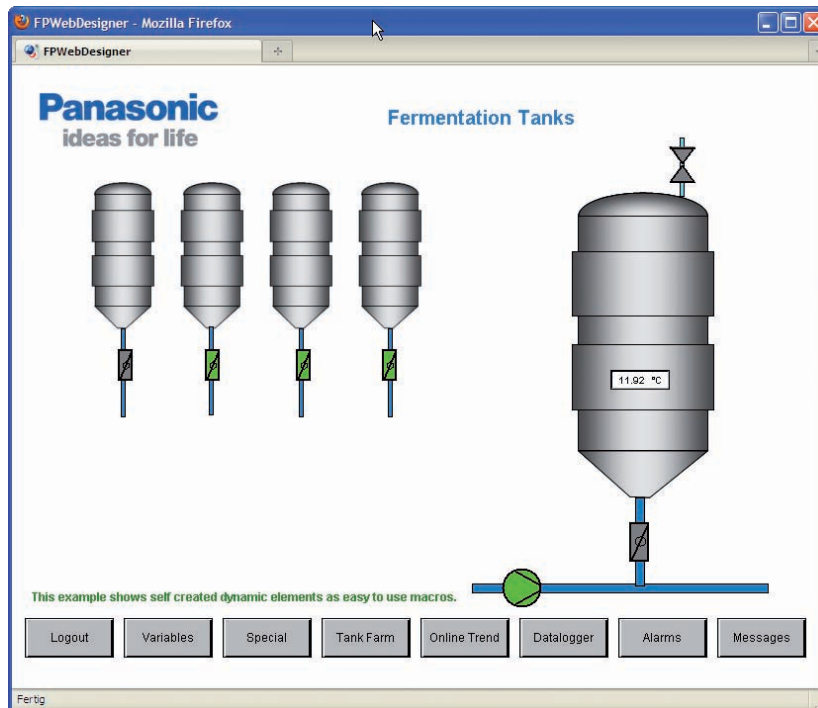 FPWebDesigner - Mozilla Firefox
FPWebDesigner
Panasonic
ideas for life
Fermentation Tanks
11.92 °C
This example shows self created dynamic elements as easy to use macros.
Logout
Variables
Special
Tank Farm
Online Trend
Datalogger
Alarms
Messages
Fertig